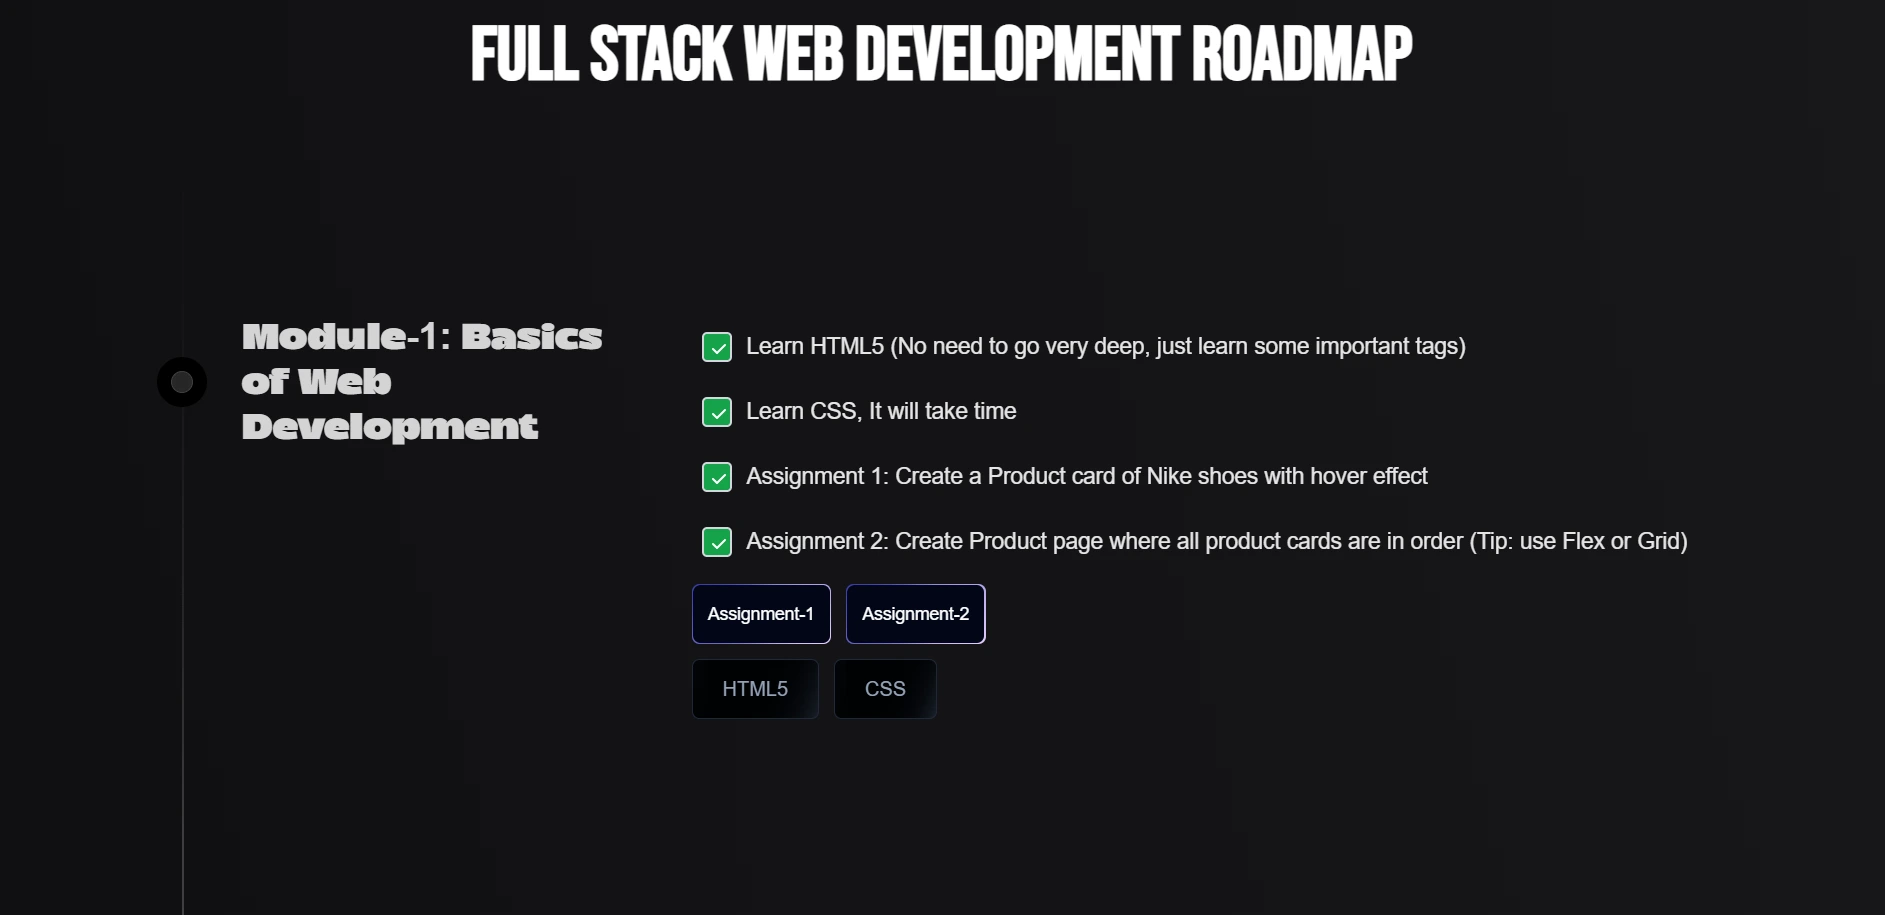 FULL STACK WEB DEVELOPMENT ROADMAP
Module-1: Basics
of Web
Development
Learn HTML5 (No need to go very deep, just learn some important tags)
Learn CSS, It will take time
Assignment 1: Create a Product card of Nike shoes with hover effect
Assignment 2: Create Product page where all product cards are in order (Tip: use Flex or Grid)
Assignment-1
Assignment-2
HTML5
CSS